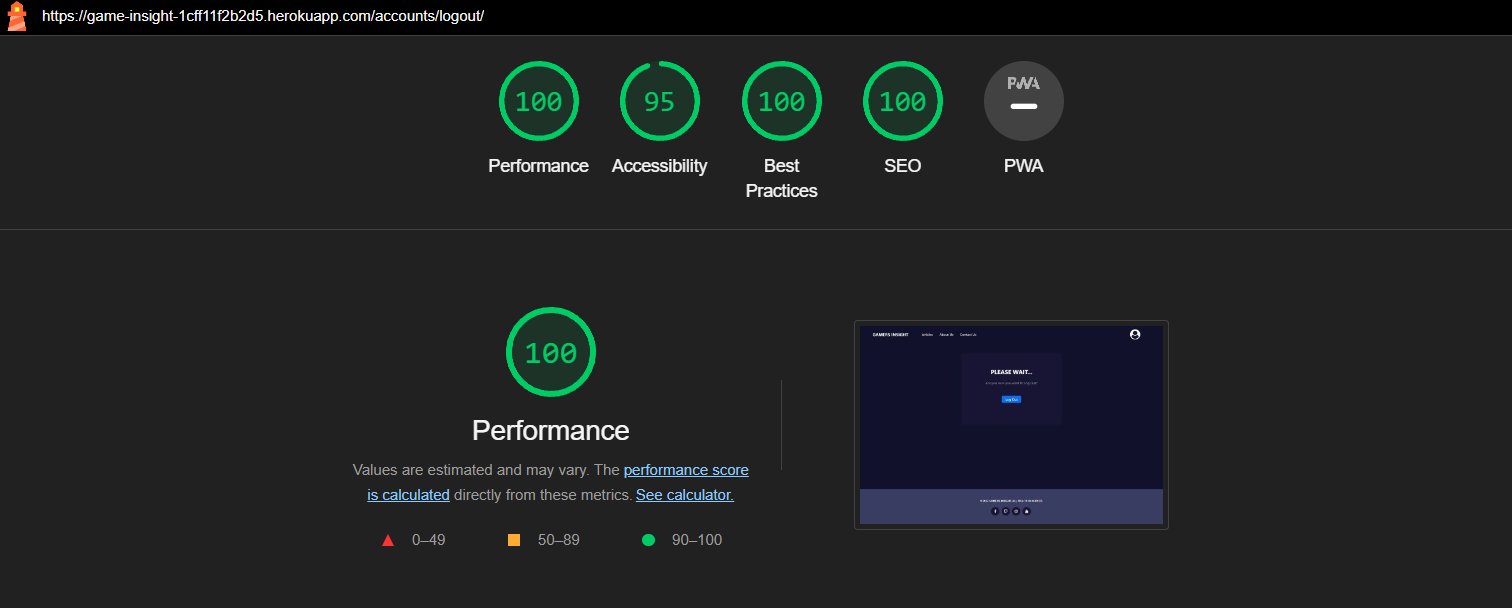 https://game-insight-1cff11f2b2d5.herokuapp.com/accounts/logout/
100
95
100
100
PWA
Performance
Accessibility
Best
Practices
SEO
PWA
100
Performance
Values are estimated and may vary. The performance score
is calculated directly from these metrics. See calculator.
0–49
50–89
90–100
GAMERS INSIGHT
Articles
About Us
Contact Us
PLEASE WAIT...
Log Out